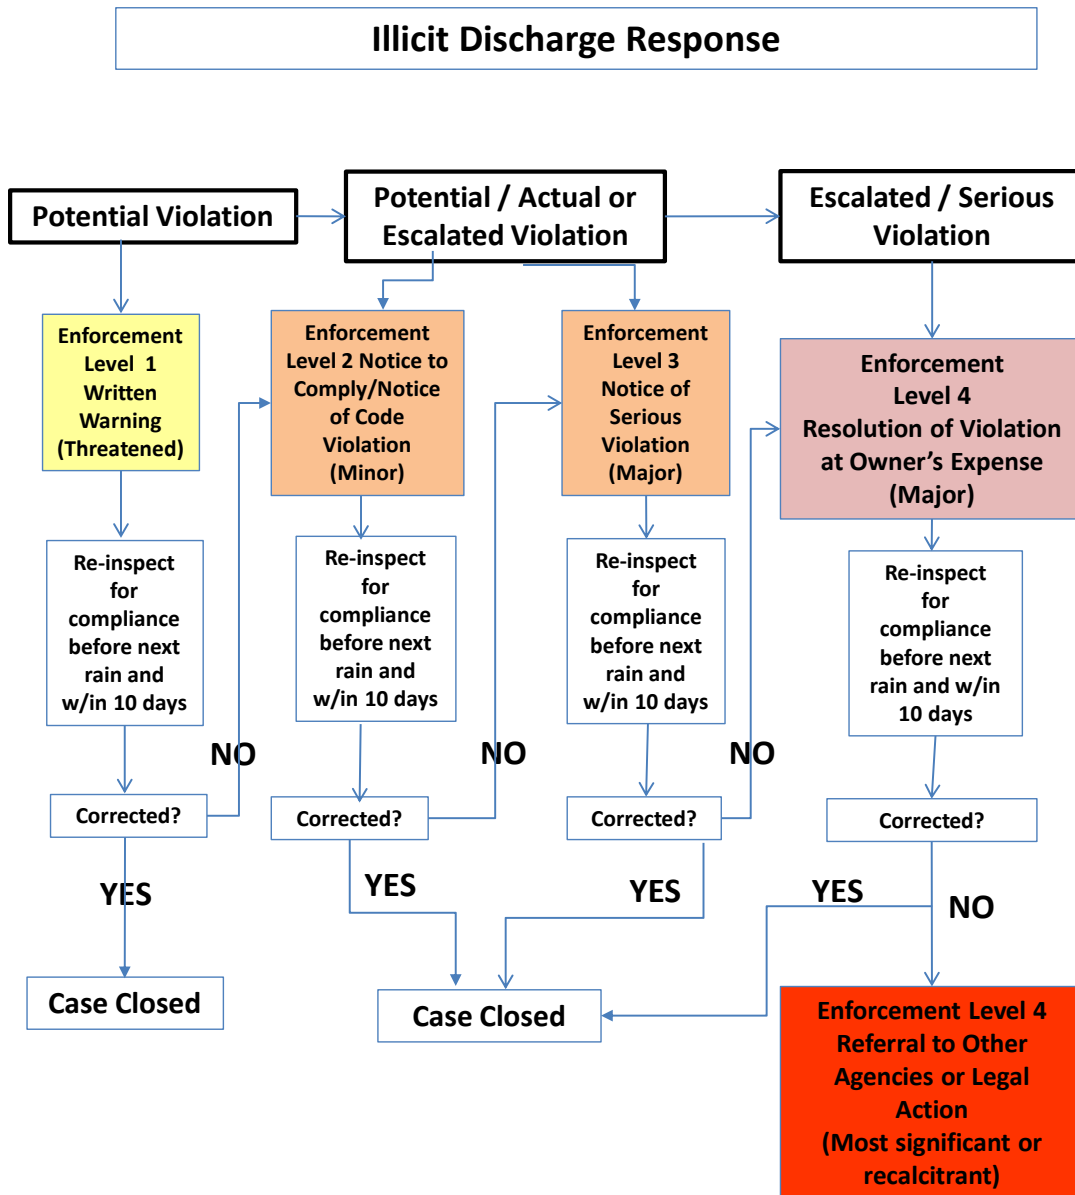 Illicit Discharge Response
Potential Violation
Potential / Actual or
Escalated Violation
Escalated / Serious
Violation
Enforcement
Level 1
Written
Warning
(Threatened)
Enforcement
Level 2 Notice to
Comply/Notice
of Code
Violation
(Minor)
Enforcement
Level 3
Notice of
Serious
Violation
(Major)
Enforcement
Level 4
Resolution of Violation
at Owner's Expense
(Major)
Re-inspect
for
compliance
before next
rain and
w/in 10 days
Re-inspect
for
compliance
before next
rain and
w/in 10 days
Re-inspect
for
compliance
before next
rain and
w/in 10 days
Re-inspect
for
compliance
before next
rain and w/in
10 days
NO
NO
NO
Corrected?
Corrected?
Corrected?
Corrected?
YES
YES
YES
YES
NO
Case Closed
Case Closed
Enforcement Level 4
Referral to Other
Agencies or Legal
Action
(Most significant or
recalcitrant)